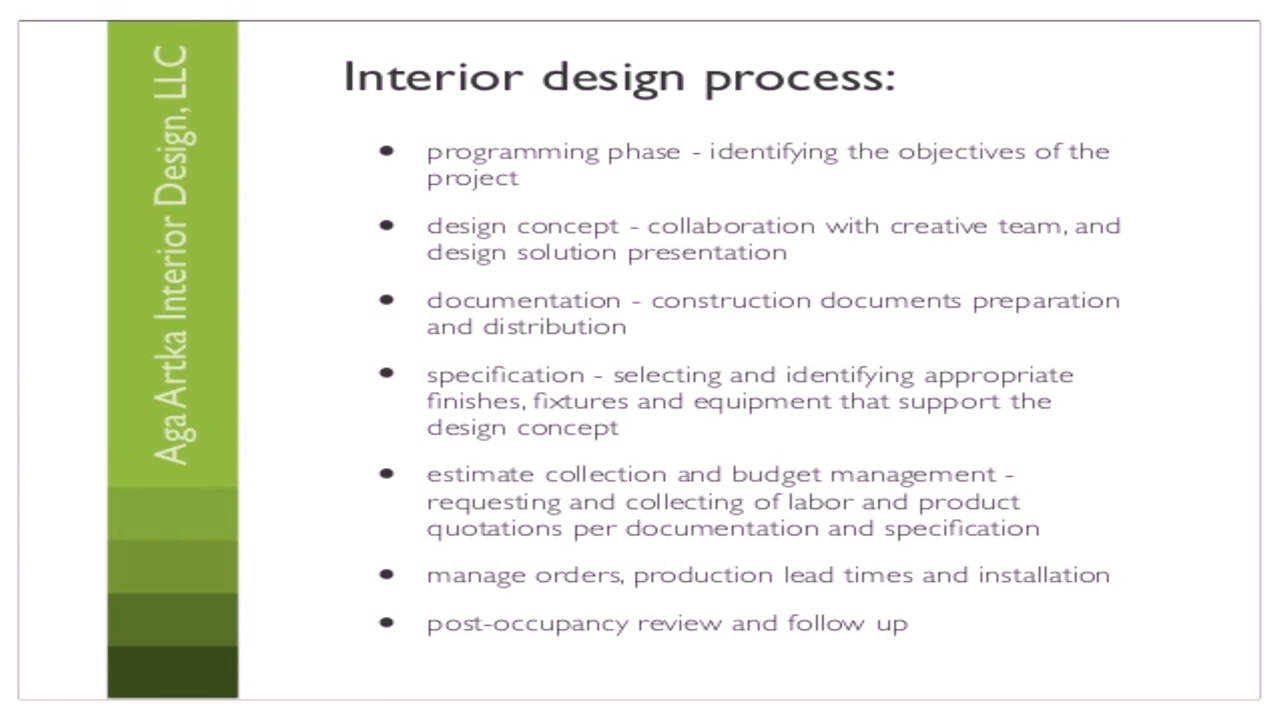 Aga Artka Interior Design, LLC
Interior design process:
• programming phase - identifying the objectives of the
project
• design concept - collaboration with creative team, and
design solution presentation
• documentation - construction documents preparation
and distribution
• specification - selecting and identifying appropriate
finishes, fixtures and equipment that support the
design concept
• estimate collection and budget management -
requesting and collecting of labor and product
quotations per documentation and specification
• manage orders, production lead times and installation
• post-occupancy review and follow up